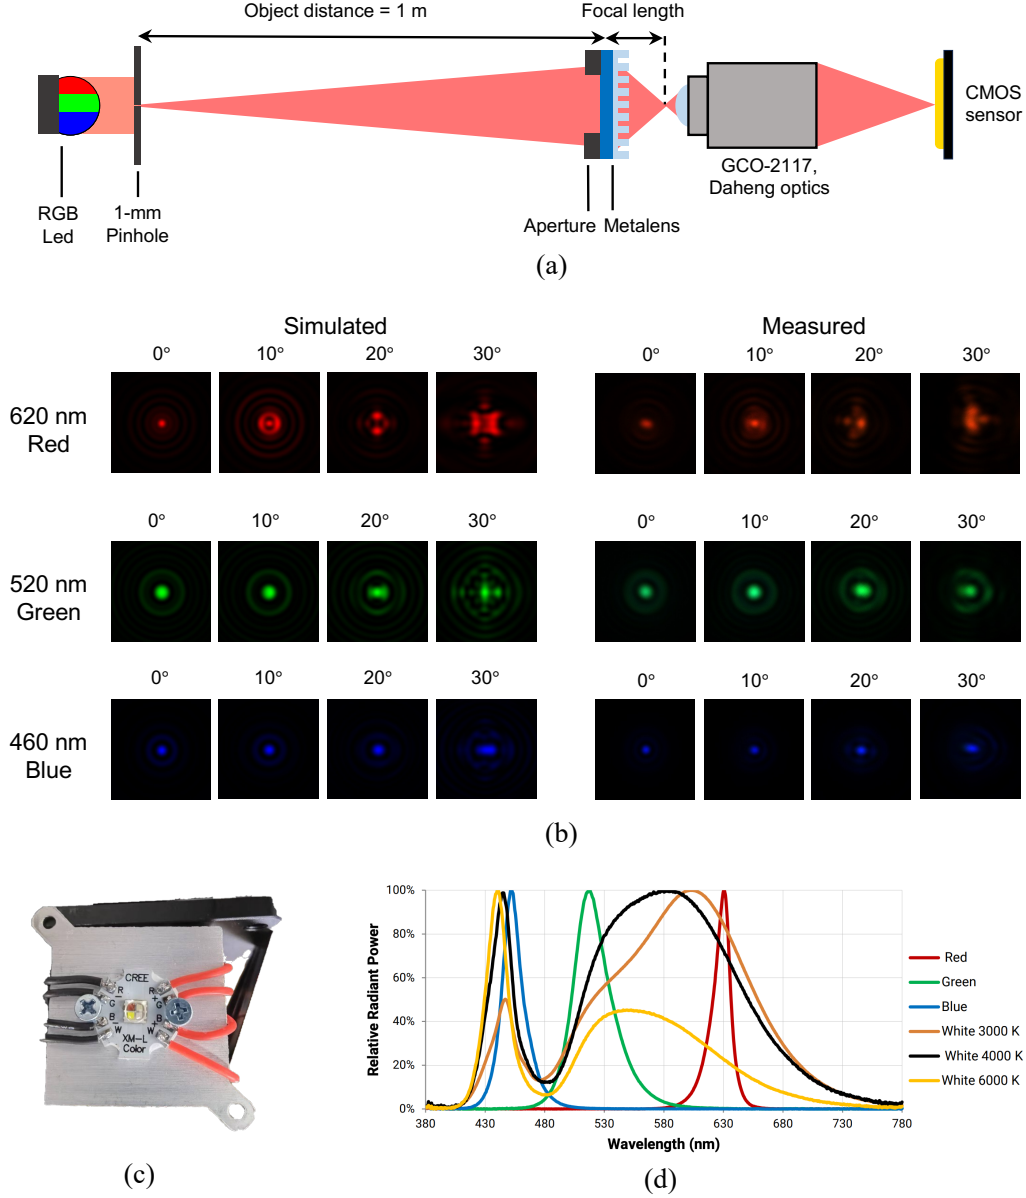 Object distance = 1 m
Focal length
CMOS
sensor
GCO-2117,
Daheng optics
RGB
Led
1-mm
Pinhole
Aperture
Metalens
(a)
Simulated
Measured
0°
10°
20°
30°
0°
10°
20°
30°
620 nm
Red
0°
10°
20°
30°
0°
10°
20°
30°
520 nm
Green
0°
10°
20°
30°
0°
10°
20°
30°
460 nm
Blue
(b)
CREE
R
R
G
G
B
B
W
W
XM-L
Color
(c)
Relative Radiant Power
100%
80%
60%
40%
20%
0%
380
430
480
530
580
630
680
730
780
Wavelength (nm)
Red
Green
Blue
White 3000 K
White 4000 K
White 6000 K
(d)